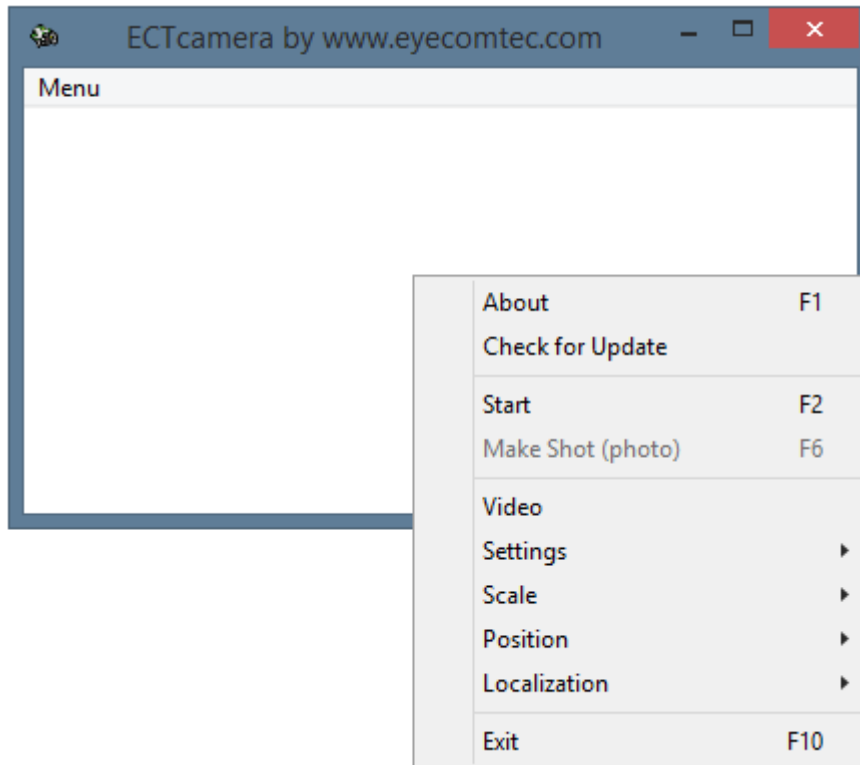 ECTcamera by www.eyecomtec.com
Menu
About F1
Check for Update
Start F2
Make Shot (photo) F6
Video
Settings
Scale
Position
Localization
Exit F10